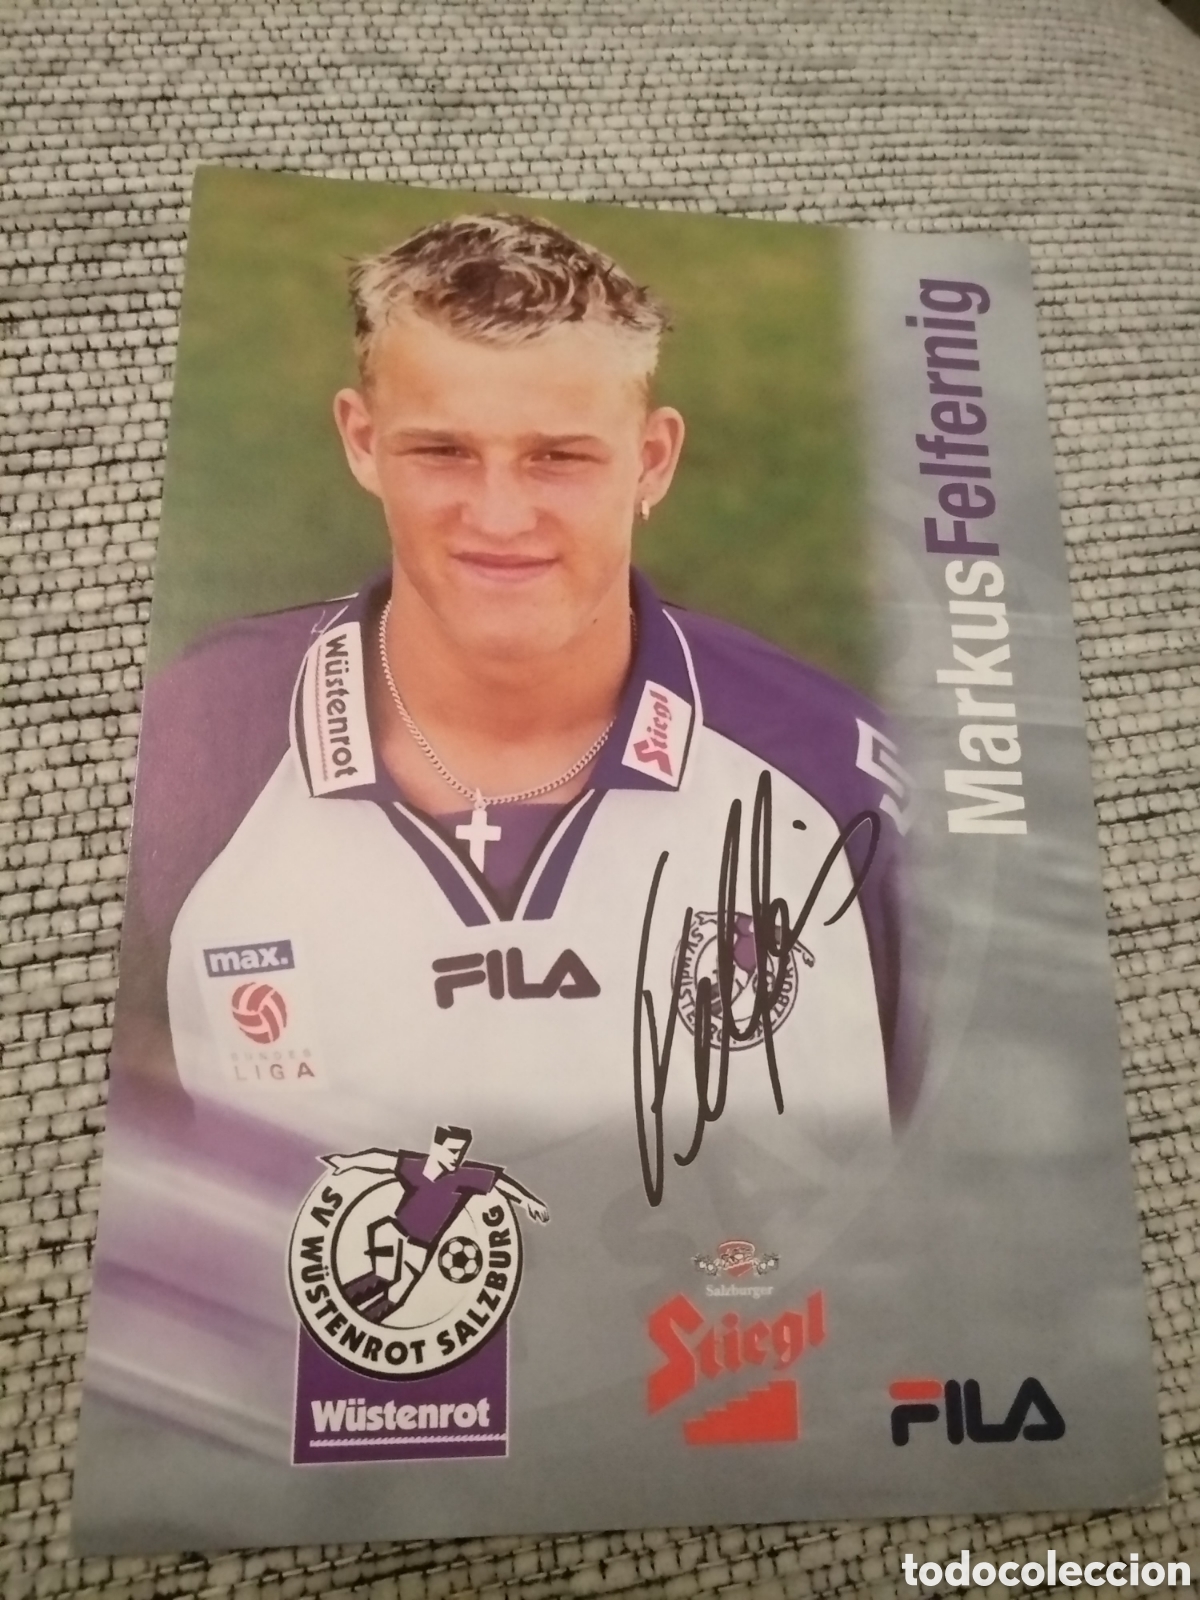 MarkusFelfernig
Wüstenrot
Stiegl
max.
BUNDES
LIGA
FILA
SV WÜSTENROT SALZBURG
Wüstenrot
Salzburger
Stiegl
FILA
todocoleccion